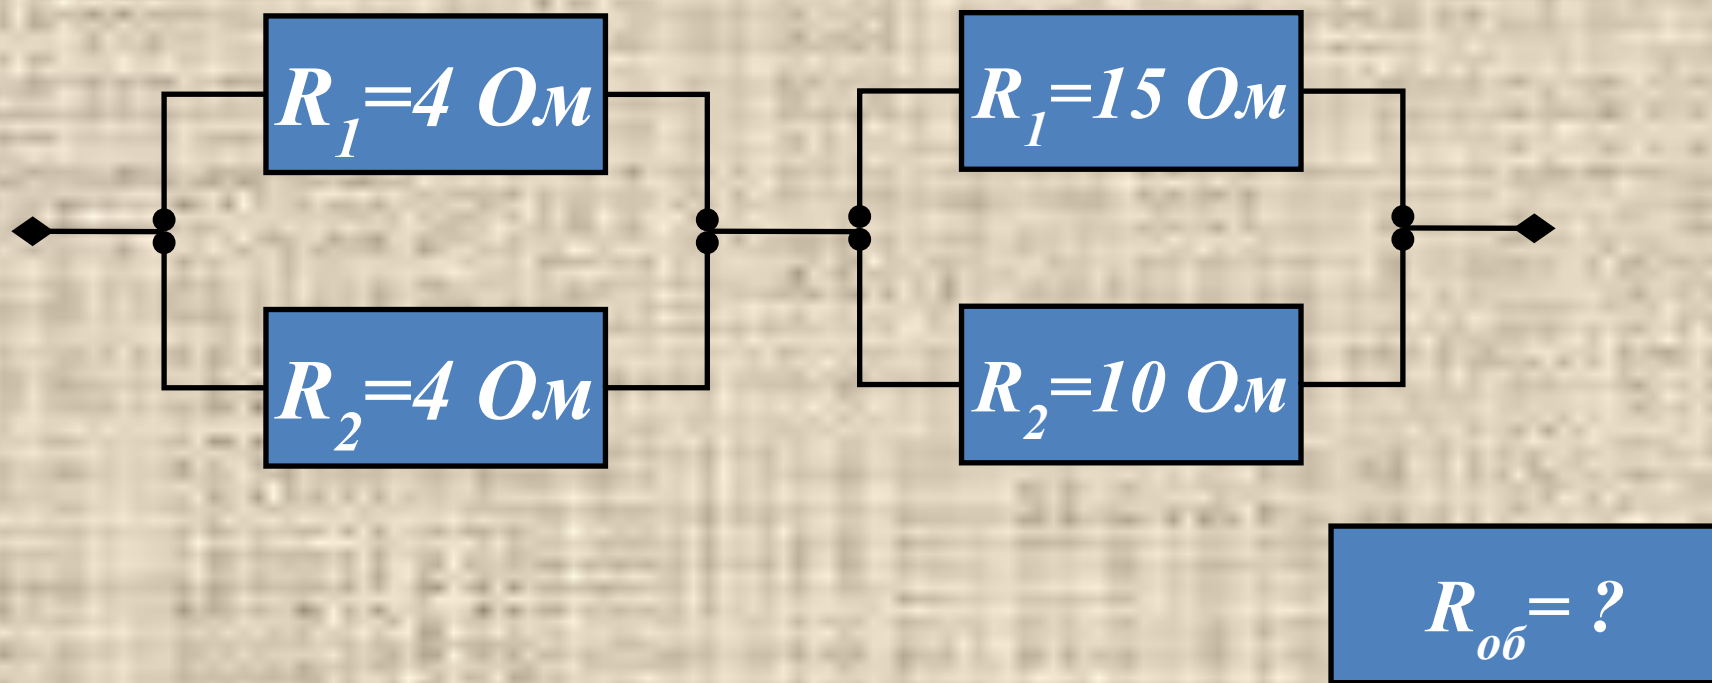 R1=4 Ом
R1=15 Ом
R2=4 Ом
R2=10 Ом
Rоб= ?